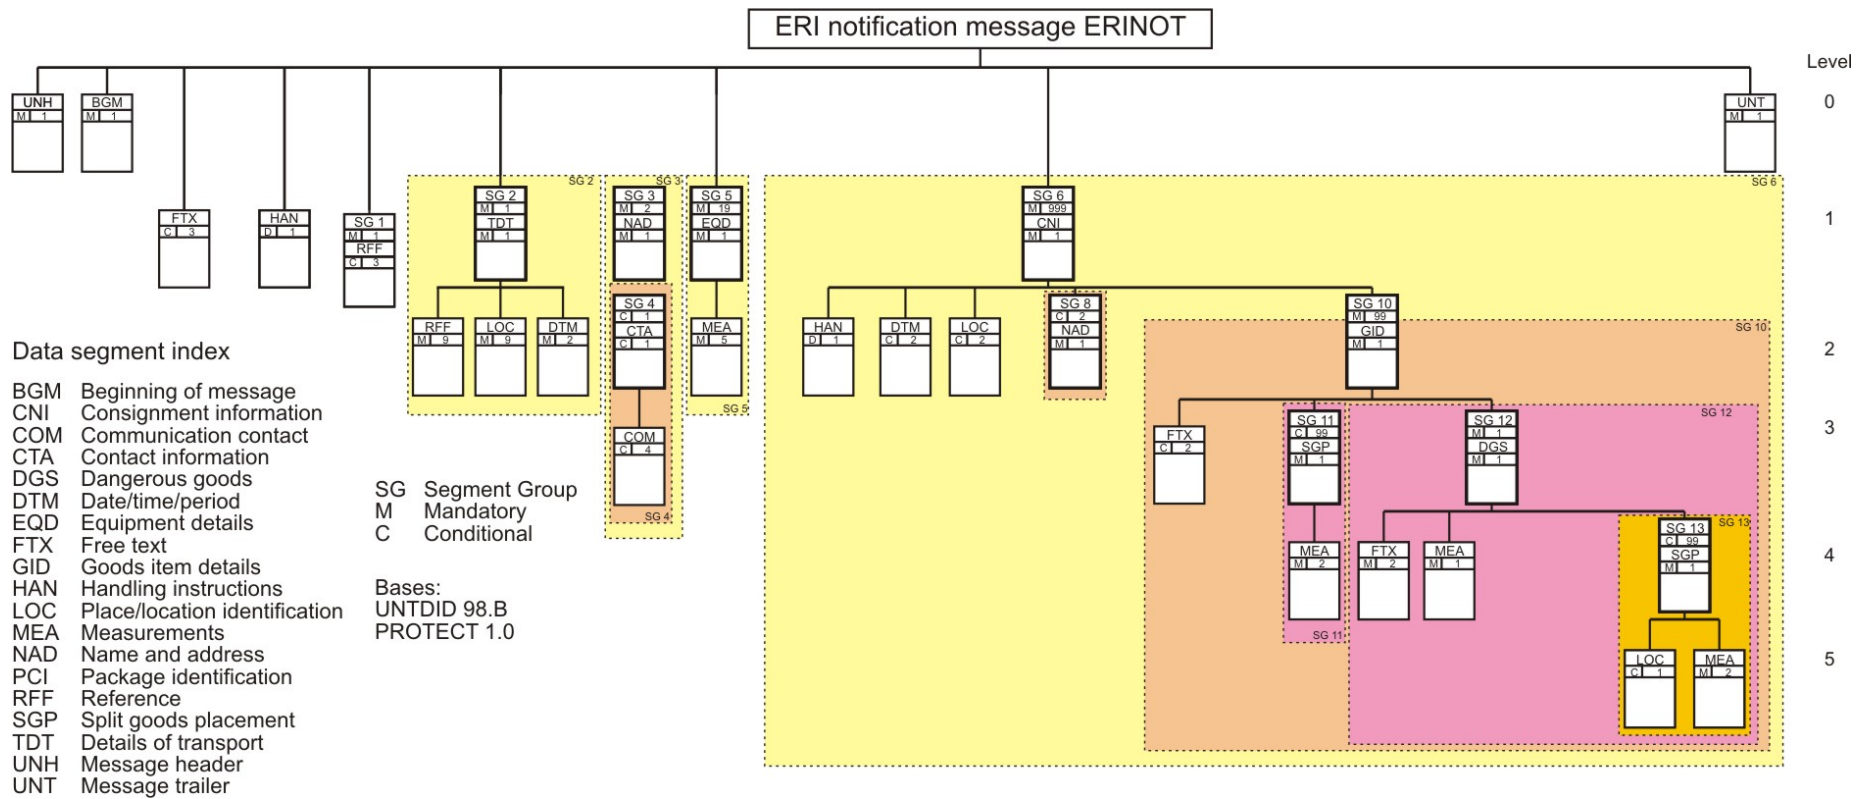 ERI notification message ERINOT
Level
UNH
M 1
BGM
M 1
UNT
M 1
0
SG 2
SG 3
SG 6
FTX
C 3
HAN
D 1
SG 1
M 1
RFF
C 3
SG 2
M 1
TDT
M 1
SG 3
M 2
NAD
M 1
SG 5
M 19
EQD
M 1
SG 6
M 999
CNI
M 1
1
RFF
M 9
LOC
M 9
DTM
M 2
SG 4
C 1
CTA
C 1
MEA
M 5
SG 5
HAN
D 1
DTM
C 2
LOC
C 2
SG 8
C 2
NAD
M 1
SG 10
M 99
GID
M 1
SG 10
2
COM
C 4
SG 4
FTX
C 2
SG 11
C 99
SGP
M 1
SG 12
M 1
DGS
M 1
SG 12
3
MEA
M 2
SG 11
FTX
M 2
MEA
M 1
SG 13
C 99
SGP
M 1
SG 13
4
LOC
C 1
MEA
M 2
5
Data segment index
BGM Beginning of message
CNI Consignment information
COM Communication contact
CTA Contact information
DGS Dangerous goods
DTM Date/time/period
EQD Equipment details
FTX Free text
GID Goods item details
HAN Handling instructions
LOC Place/location identification
MEA Measurements
NAD Name and address
PCI Package identification
RFF Reference
SGP Split goods placement
TDT Details of transport
UNH Message header
UNT Message trailer
SG Segment Group
M Mandatory
C Conditional
Bases:
UNTDID 98.B
PROTECT 1.0